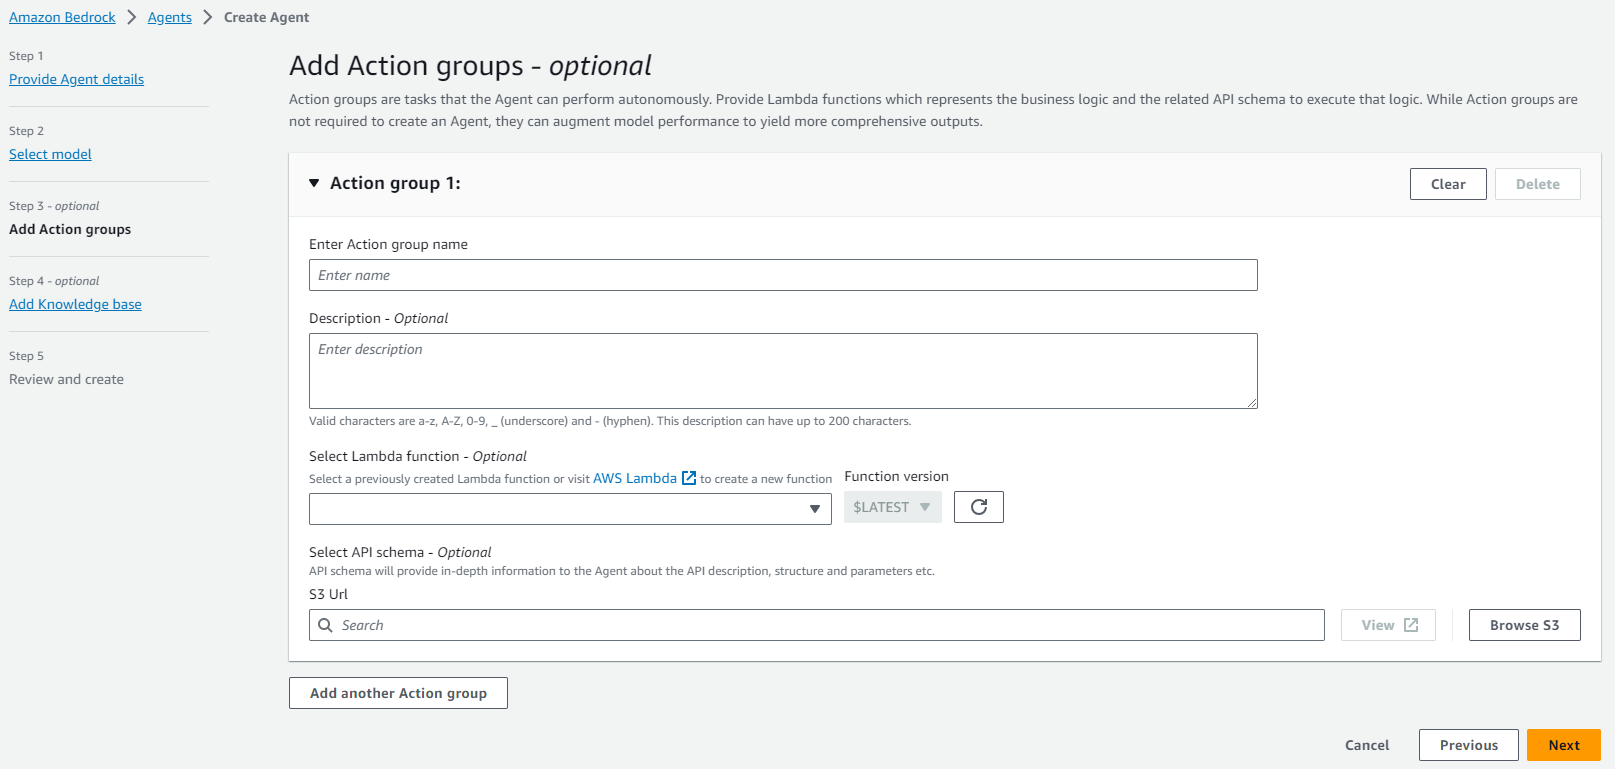 Amazon Bedrock > Agents > Create Agent
Step 1
Provide Agent details
Step 2
Select model
Step 3 - optional
Add Action groups
Step 4 - optional
Add Knowledge base
Step 5
Review and create
Add Action groups - optional
Action groups are tasks that the Agent can perform autonomously. Provide Lambda functions which represents the business logic and the related API schema to execute that logic. While Action groups are
not required to create an Agent, they can augment model performance to yield more comprehensive outputs.
Action group 1:
Clear
Delete
Enter Action group name
Enter name
Description - Optional
Enter description
Valid characters are a-z, A-Z, 0-9, _ (underscore) and - (hyphen). This description can have up to 200 characters.
Select Lambda function - Optional
Select a previously created Lambda function or visit AWS Lambda to create a new function
Function version
$LATEST
Select API schema - Optional
API schema will provide in-depth information to the Agent about the API description, structure and parameters etc.
S3 Url
Search
View
Browse S3
Add another Action group
Cancel
Previous
Next